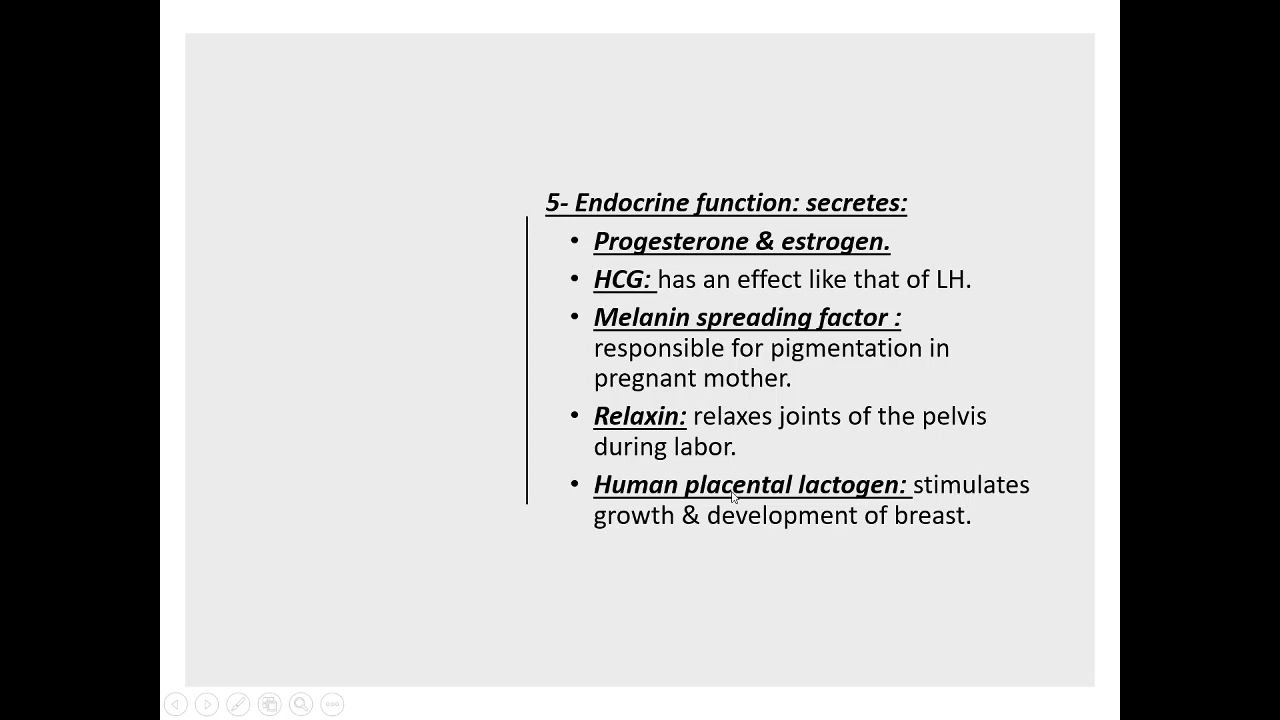 5- Endocrine function: secretes:
• Progesterone & estrogen.
• HCG: has an effect like that of LH.
• Melanin spreading factor :
responsible for pigmentation in
pregnant mother.
• Relaxin: relaxes joints of the pelvis
during labor.
• Human placental lactogen: stimulates
growth & development of breast.